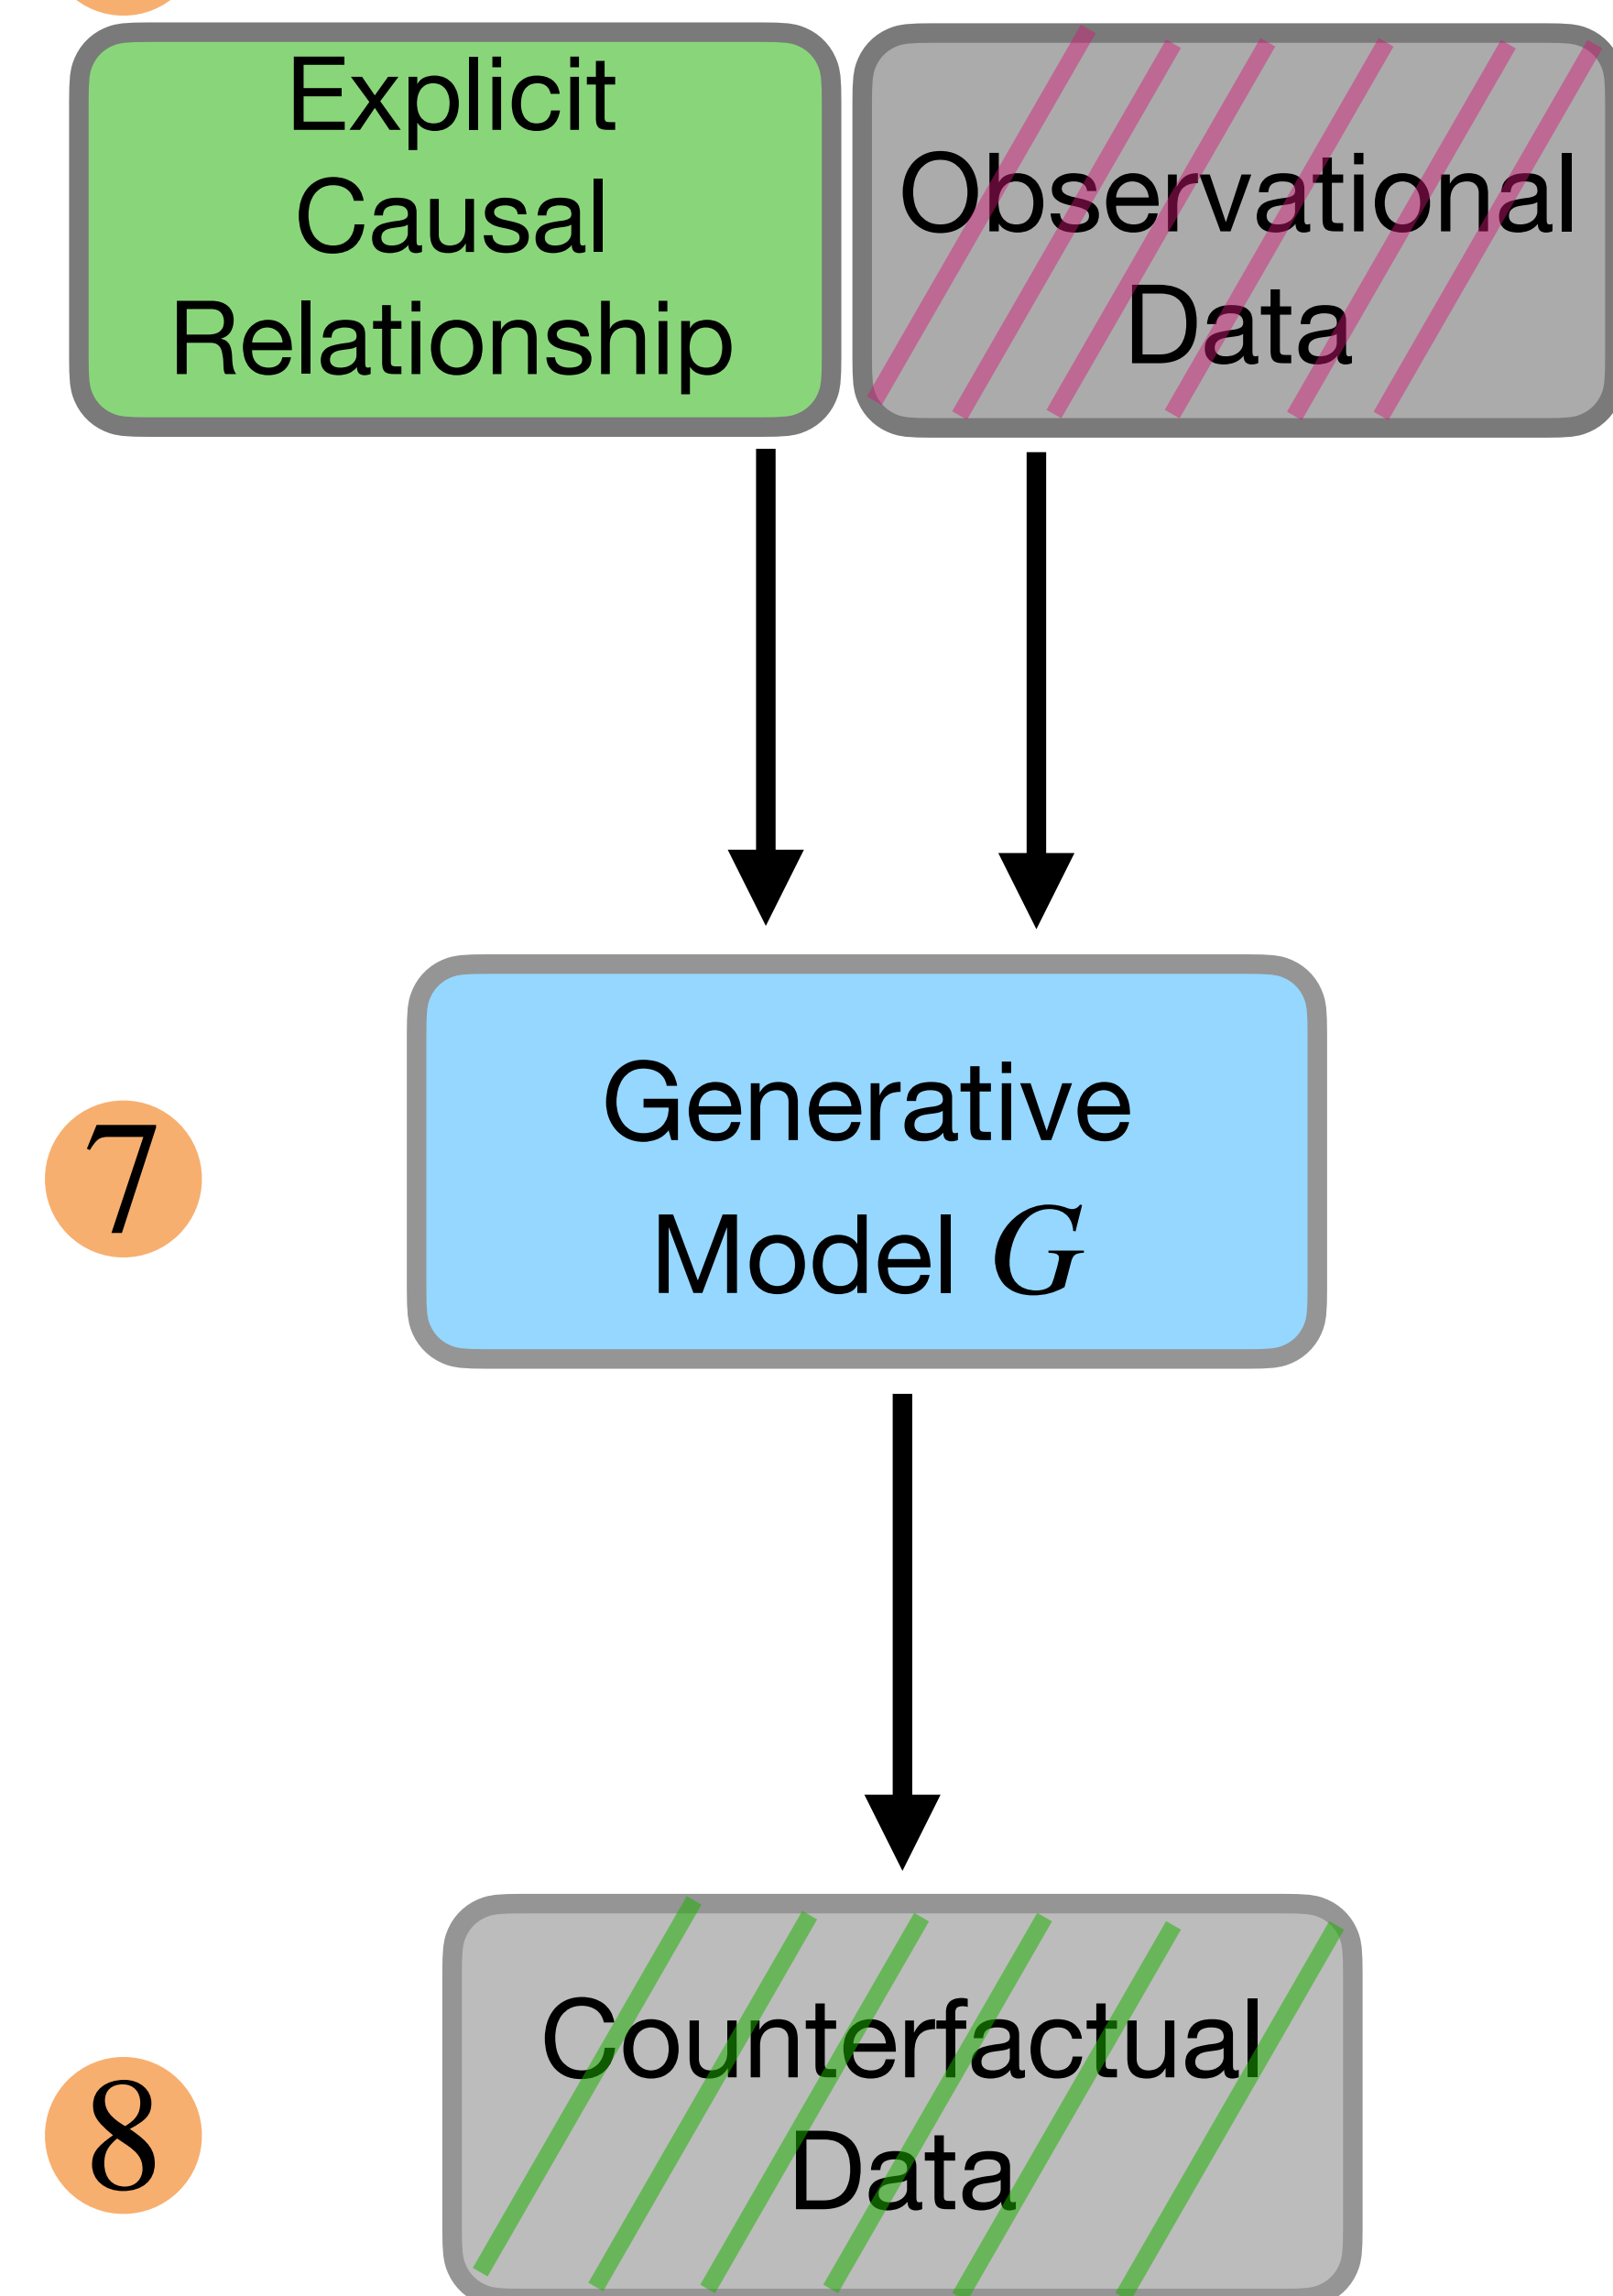 Explicit
Causal
Relationship
Observational
Data
Generative
Model G
7
Counterfactual
Data
8